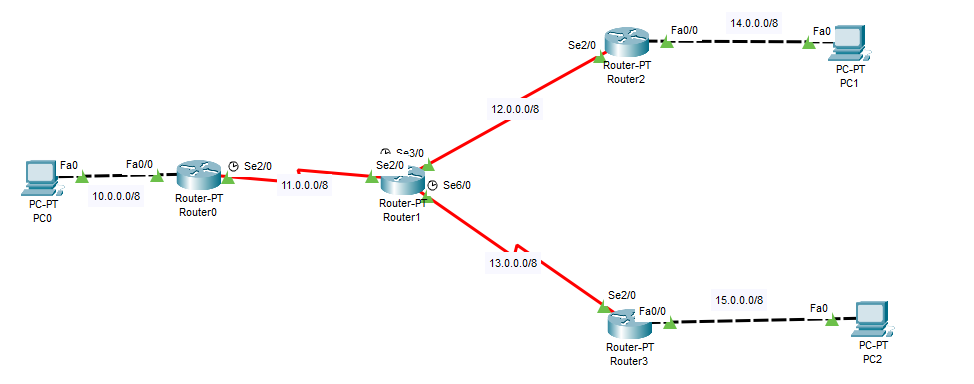 14.0.0.0/8
Fa0/0
Fa0
Se2/0
Router-PT
Router2
PC-PT
PC1
12.0.0.0/8
Fa0
Fa0/0
Se2/0
Se2/0
Se3/0
11.0.0.0/8
Se6/0
10.0.0.0/8
PC-PT
PC0
Router-PT
Router0
Router-PT
Router1
13.0.0.0/8
Se2/0
Fa0/0
15.0.0.0/8
Fa0
Router-PT
Router3
PC-PT
PC2